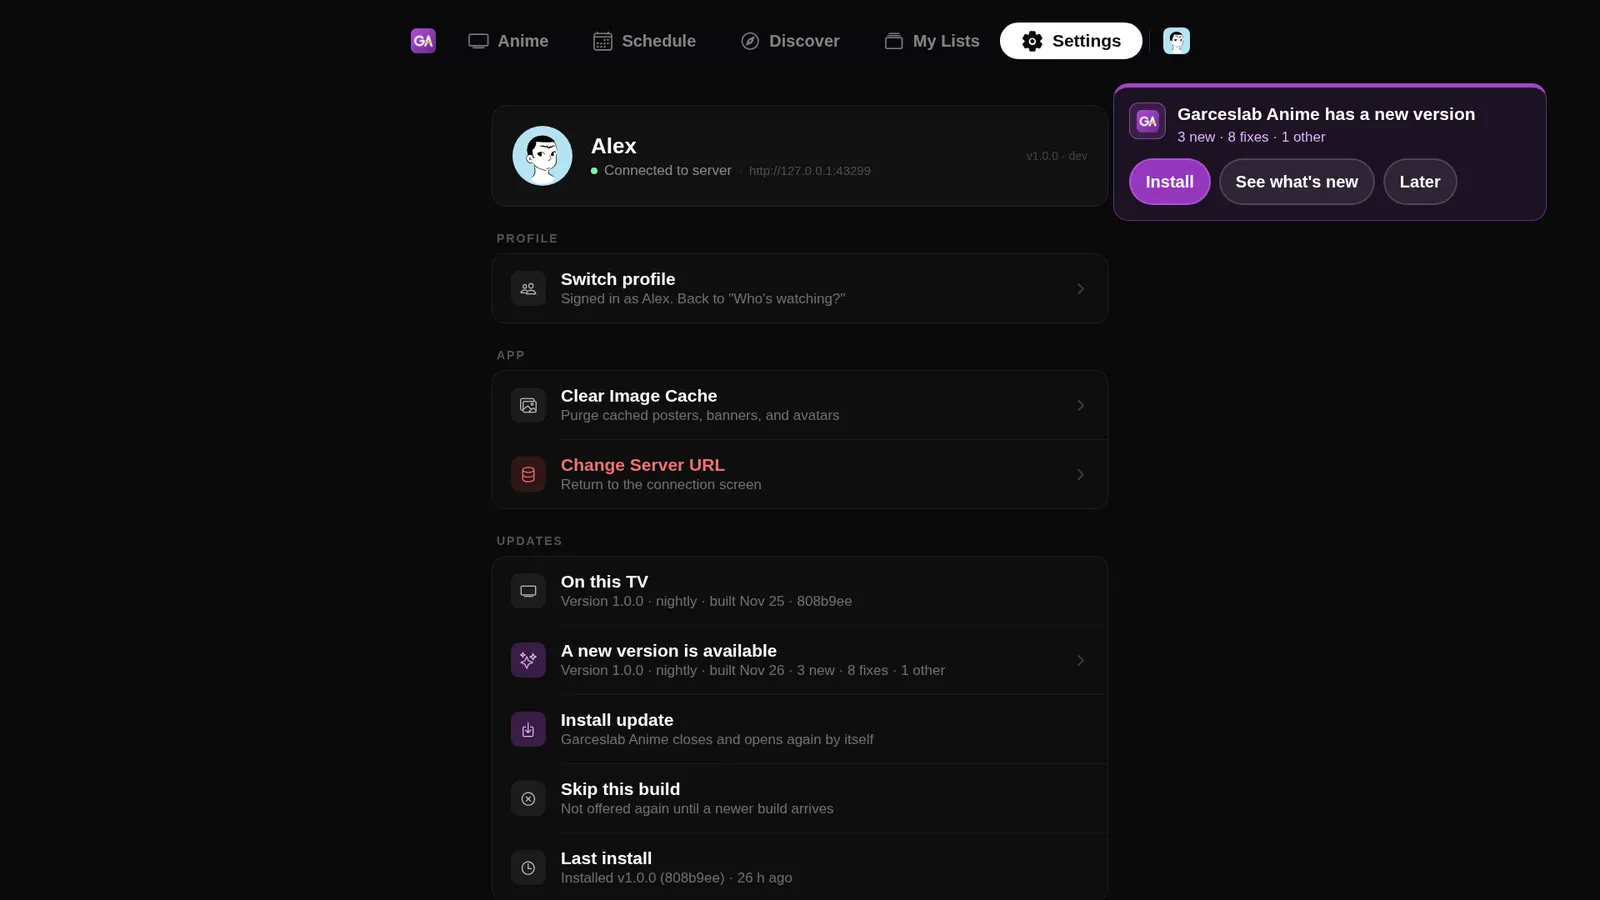 GA
Anime
Schedule
Discover
My Lists
Settings
Garceslab Anime has a new version
GA
3 new · 8 fixes · 1 other
Install
See what's new
Later
Alex
Connected to server · http://127.0.0.1:43299
v1.0.0 · dev
PROFILE
Switch profile
Signed in as Alex. Back to "Who's watching?"
APP
Clear Image Cache
Purge cached posters, banners, and avatars
Change Server URL
Return to the connection screen
UPDATES
On this TV
Version 1.0.0 · nightly · built Nov 25 · 808b9ee
A new version is available
Version 1.0.0 · nightly · built Nov 26 · 3 new · 8 fixes · 1 other
Install update
Garceslab Anime closes and opens again by itself
Skip this build
Not offered again until a newer build arrives
Last install
Installed v1.0.0 (808b9ee) · 26 h ago